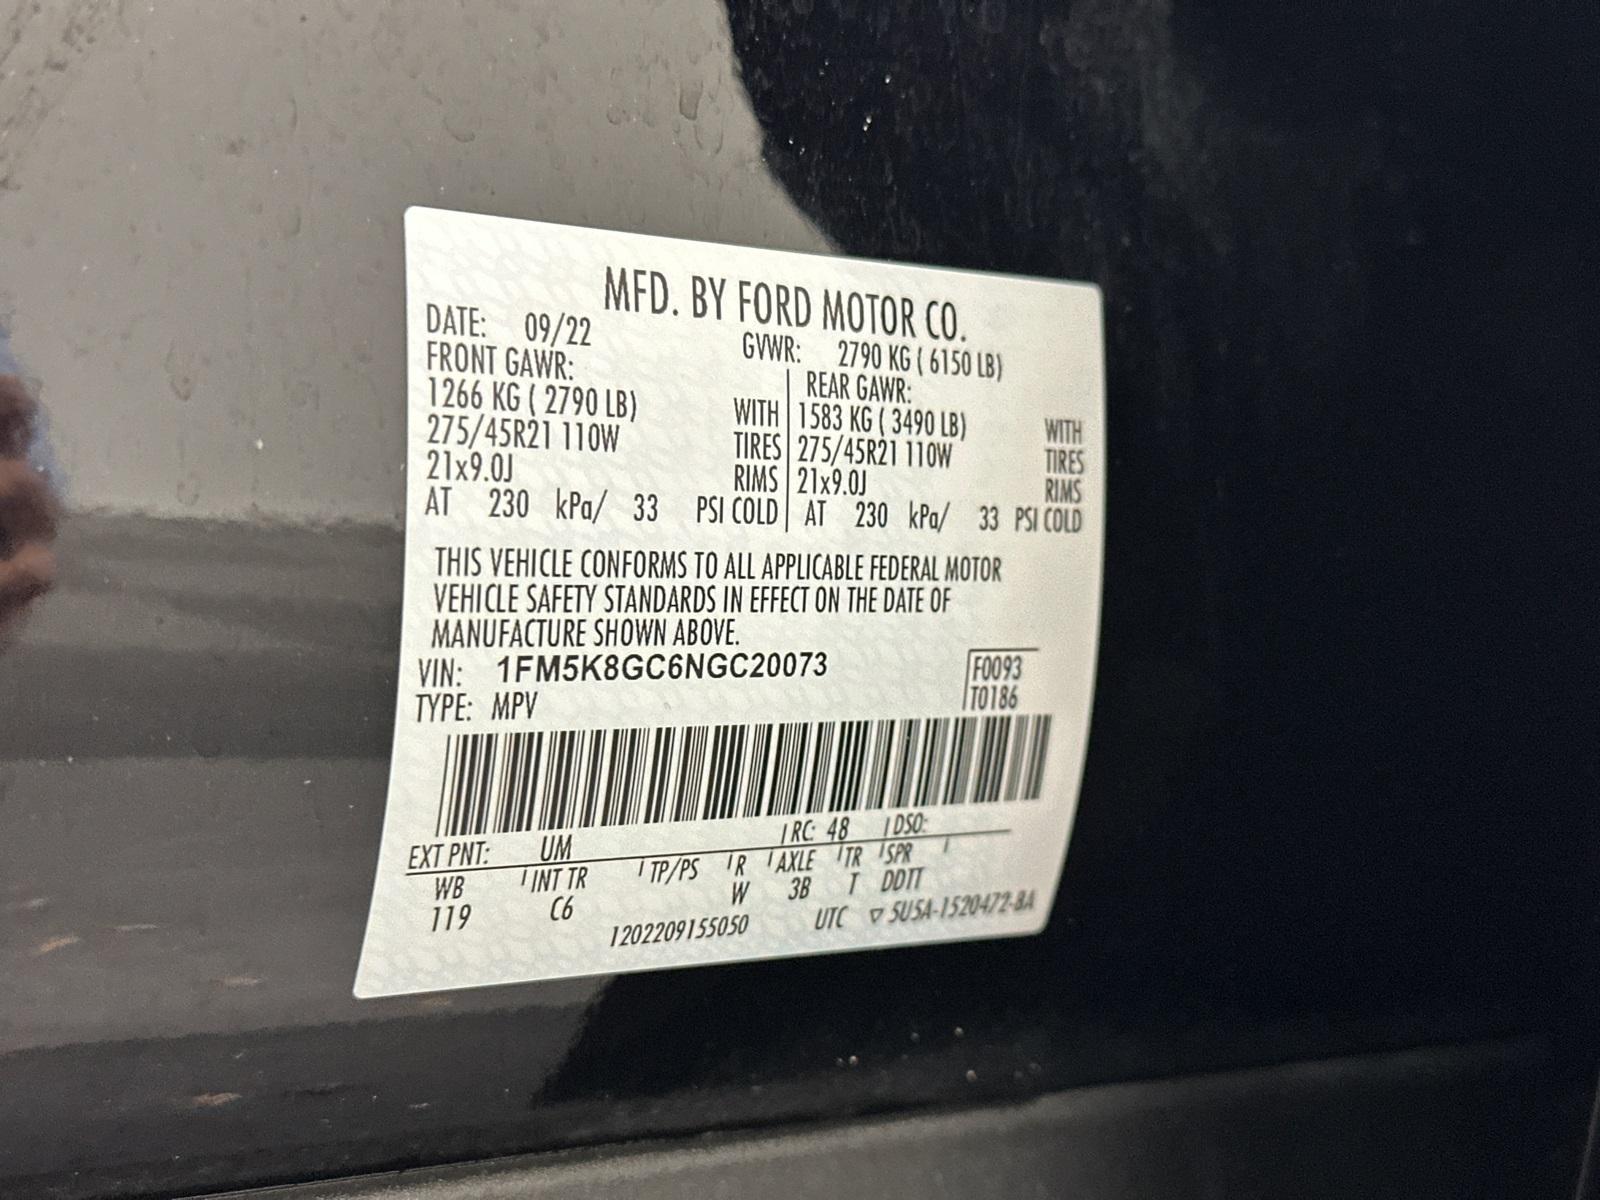 MFD. BY FORD MOTOR CO.
DATE: 09/22 GVWR: 2790 KG ( 6150 LB)
FRONT GAWR: REAR GAWR:
1266 KG ( 2790 LB) WITH 1583 KG ( 3490 LB) WITH
275/45R21 110W TIRES 275/45R21 110W TIRES
21x9.0J RIMS 21x9.0J RIMS
AT 230 kPa/ 33 PSI COLD AT 230 kPa/ 33 PSI COLD
THIS VEHICLE CONFORMS TO ALL APPLICABLE FEDERAL MOTOR
VEHICLE SAFETY STANDARDS IN EFFECT ON THE DATE OF
MANUFACTURE SHOWN ABOVE.
VIN: 1FM5K8GC6NGC20073 F0093
TYPE: MPV T0186
EXT PNT: UM RC: 48 DSO:
WB INT TR TP/PS R AXLE TR SPR
119 C6 W 3B T DDTT
1202209155050 UTC ▽ 5U5A-1520472-BA